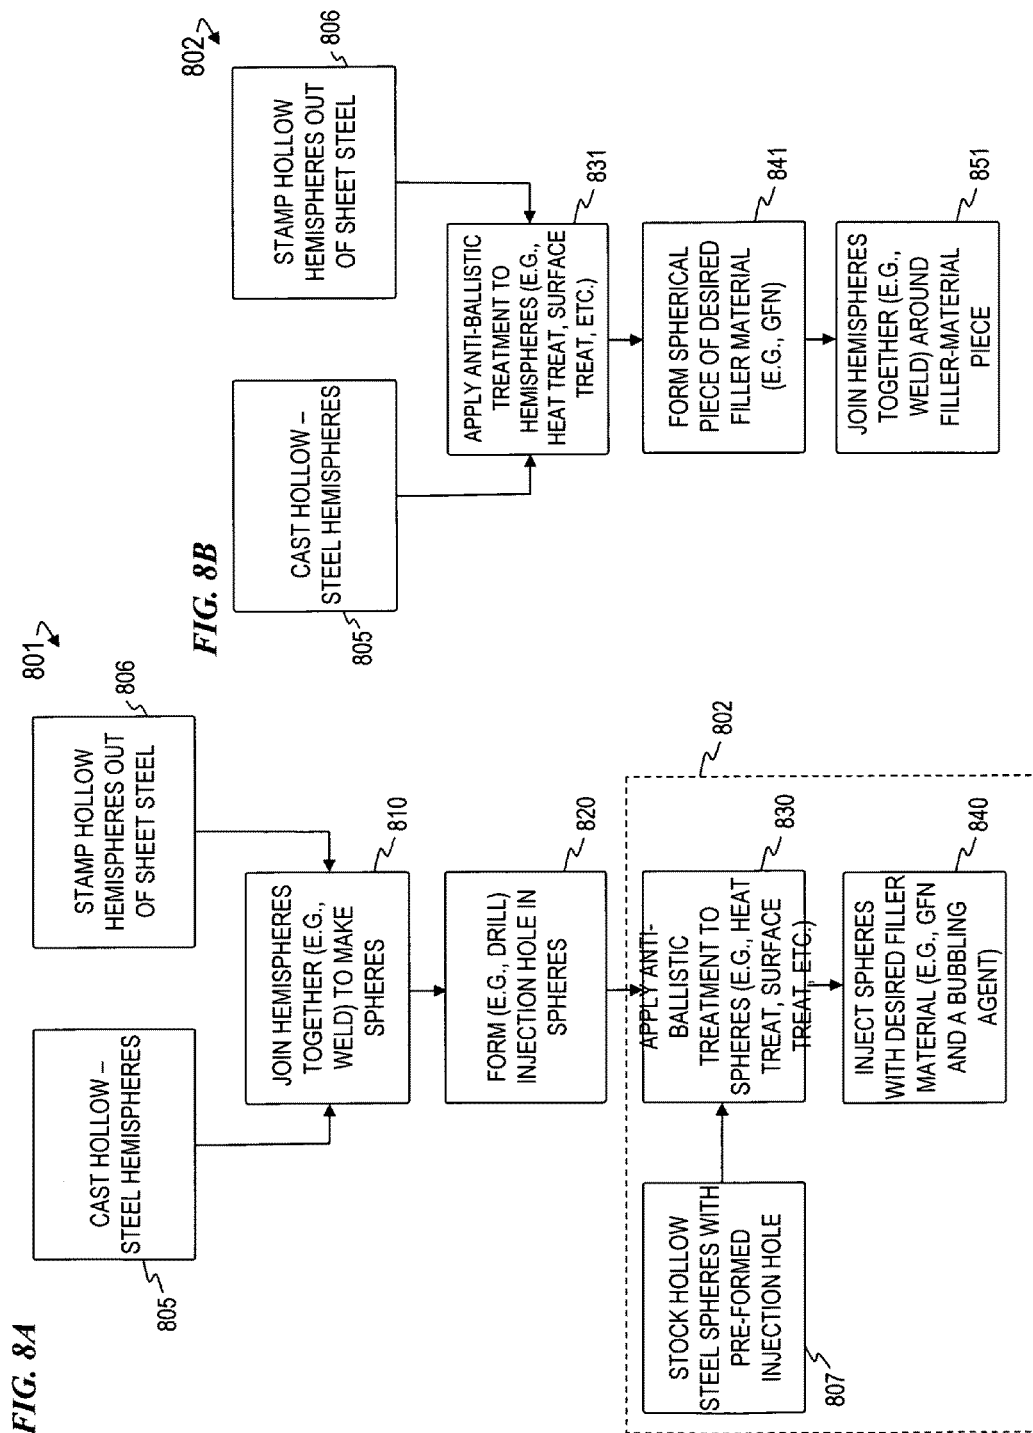 FIG. 8A
801
CAST HOLLOW –
STEEL HEMISPHERES
805
STAMP HOLLOW
HEMISPHERES OUT
OF SHEET STEEL
806
JOIN HEMISPHERES
TOGETHER (E.G.,
WELD) TO MAKE
SPHERES
810
FORM (E.G., DRILL)
INJECTION HOLE IN
SPHERES
820
802
STOCK HOLLOW
STEEL SPHERES WITH
PRE-FORMED
INJECTION HOLE
807
APPLY ANTI-
BALLISTIC
TREATMENT TO
SPHERES (E.G., HEAT
TREAT, SURFACE
TREAT, ETC.)
830
INJECT SPHERES
WITH DESIRED FILLER
MATERIAL (E.G., GFN
AND A BUBBLING
AGENT)
840
FIG. 8B
802
CAST HOLLOW –
STEEL HEMISPHERES
805
STAMP HOLLOW
HEMISPHERES OUT
OF SHEET STEEL
806
APPLY ANTI-BALLISTIC
TREATMENT TO
HEMISPHERES (E.G.,
HEAT TREAT, SURFACE
TREAT, ETC.)
831
FORM SPHERICAL
PIECE OF DESIRED
FILLER MATERIAL
(E.G., GFN)
841
JOIN HEMISPHERES
TOGETHER (E.G.,
WELD) AROUND
FILLER-MATERIAL
PIECE
851